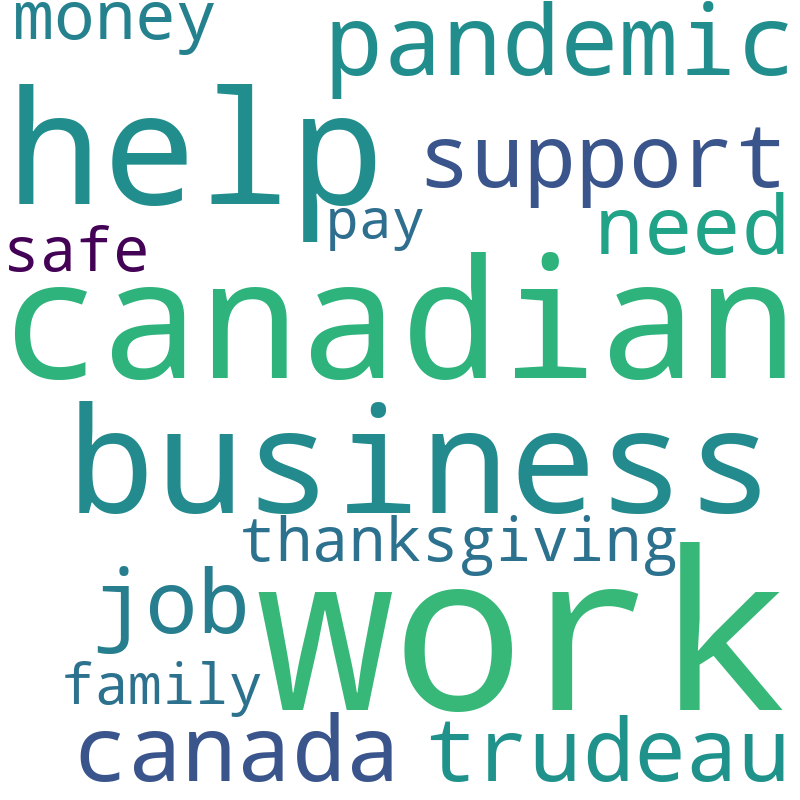 money
pandemic
help
support
pay
need
safe
canadian
business
thanksgiving
job
work
family
canada
trudeau